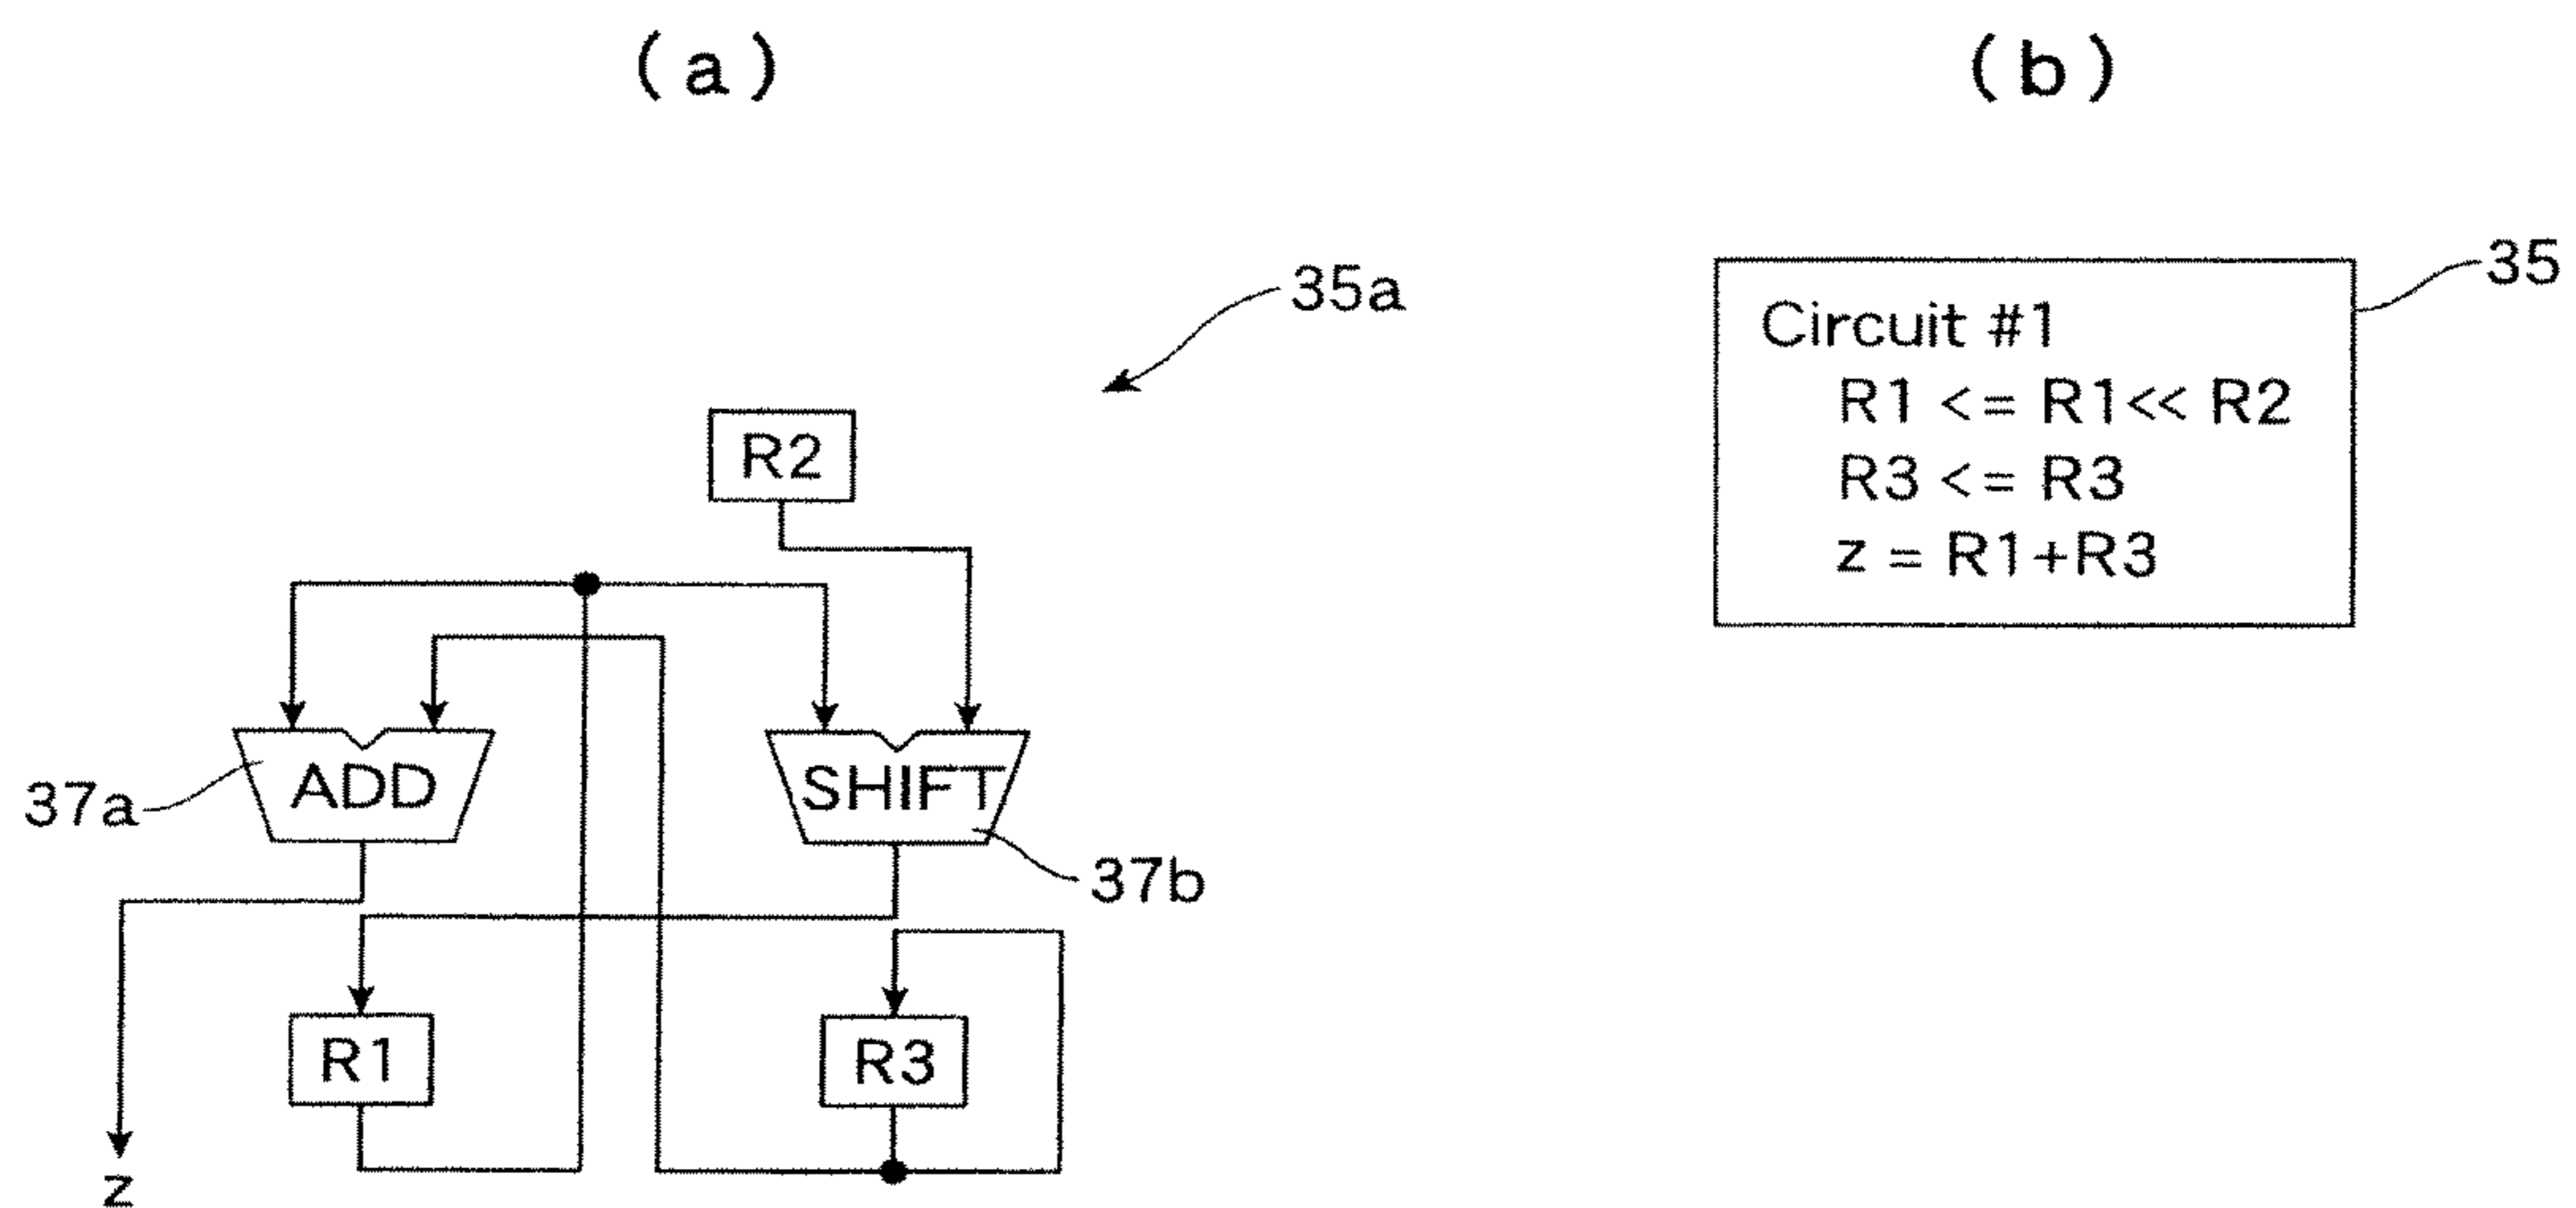 (a)
(b)
35a
35
Circuit #1
R1 <= R1<< R2
R3 <= R3
z = R1+R3
R2
37a
ADD
SHIFT
37b
R1
R3
z